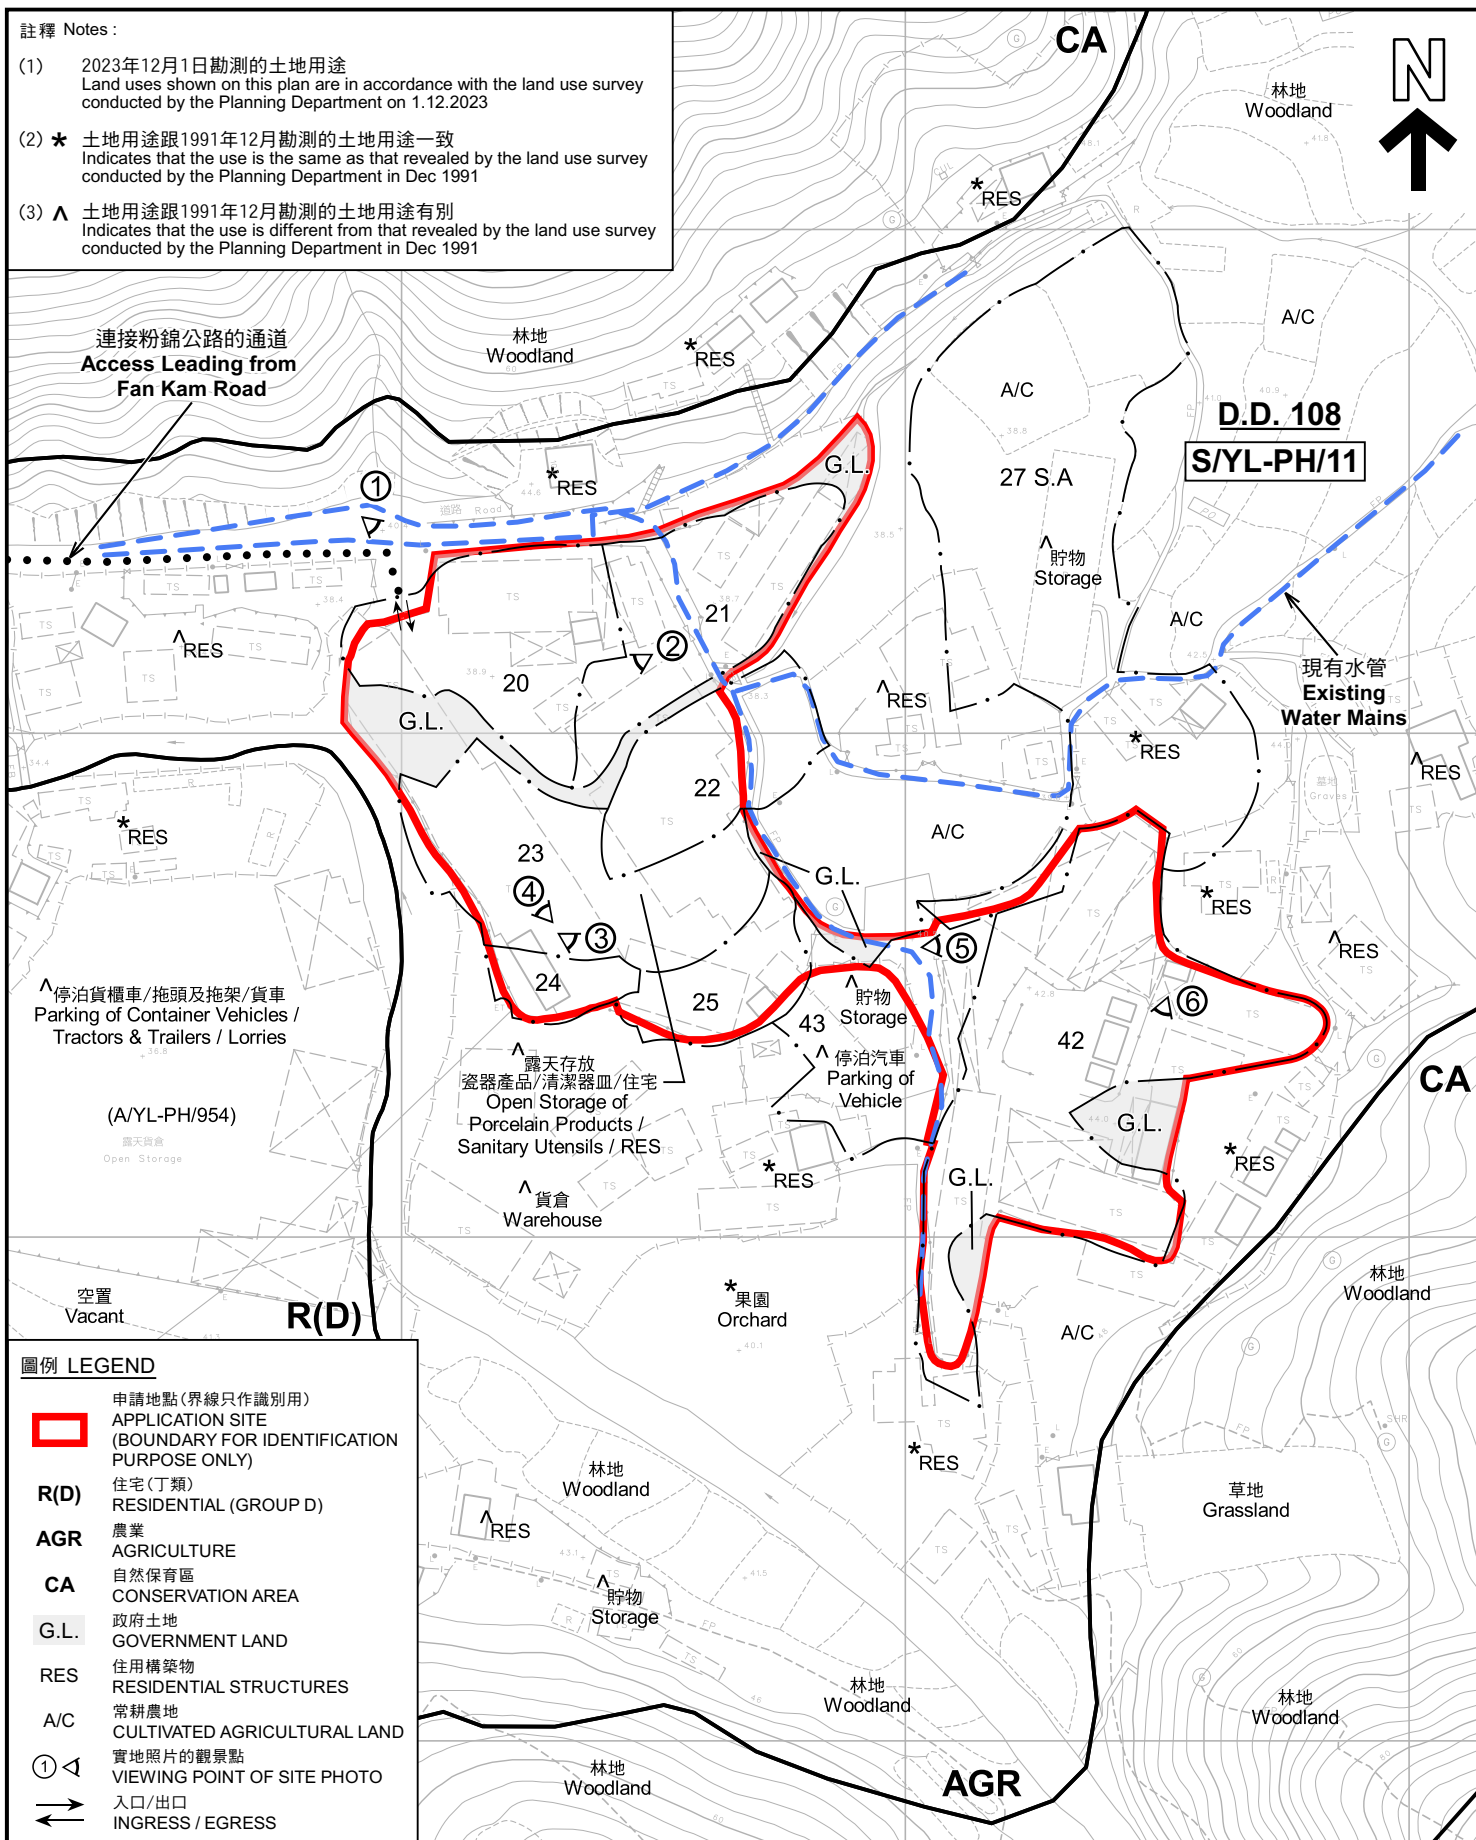 註釋 Notes :
(1) 2023年12月1日勘測的土地用途
Land uses shown on this plan are in accordance with the land use survey
conducted by the Planning Department on 1.12.2023
(2) * 土地用途跟1991年12月勘測的土地用途一致
Indicates that the use is the same as that revealed by the land use survey
conducted by the Planning Department in Dec 1991
(3) ^ 土地用途跟1991年12月勘測的土地用途有別
Indicates that the use is different from that revealed by the land use survey
conducted by the Planning Department in Dec 1991
CA
N
林地
Woodland
*RES
連接粉錦公路的通道
Access Leading from
Fan Kam Road
林地
Woodland
*RES
A/C
A/C
D.D. 108
S/YL-PH/11
27 S.A
G.L.
*RES
1
道路 Road
^貯物
Storage
A/C
21
2
^RES
20
G.L.
^RES
現有水管
Existing
Water Mains
*RES
^RES
墓地
Graves
22
*RES
A/C
23
G.L.
4
3
5
*RES
^RES
24
25
6
^停泊貨櫃車/拖頭及拖架/貨車
Parking of Container Vehicles /
Tractors & Trailers / Lorries
^貯物
Storage
43
42
^露天存放
瓷器產品/清潔器皿/住宅
Open Storage of
Porcelain Products /
Sanitary Utensils / RES
^停泊汽車
Parking of
Vehicle
CA
(A/YL-PH/954)
露天貨倉
Open Storage
G.L.
*RES
*RES
G.L.
^貨倉
Warehouse
空置
Vacant
R(D)
*果園
Orchard
林地
Woodland
A/C
圖例 LEGEND
申請地點(界線只作識別用)
APPLICATION SITE
(BOUNDARY FOR IDENTIFICATION
PURPOSE ONLY)
R(D) 住宅(丁類)
RESIDENTIAL (GROUP D)
AGR 農業
AGRICULTURE
CA 自然保育區
CONSERVATION AREA
G.L. 政府土地
GOVERNMENT LAND
RES 住用構築物
RESIDENTIAL STRUCTURES
A/C 常耕農地
CULTIVATED AGRICULTURAL LAND
1 實地照片的觀景點
VIEWING POINT OF SITE PHOTO
入口/出口
INGRESS / EGRESS
*RES
林地
Woodland
草地
Grassland
^RES
^貯物
Storage
林地
Woodland
林地
Woodland
林地
Woodland
AGR